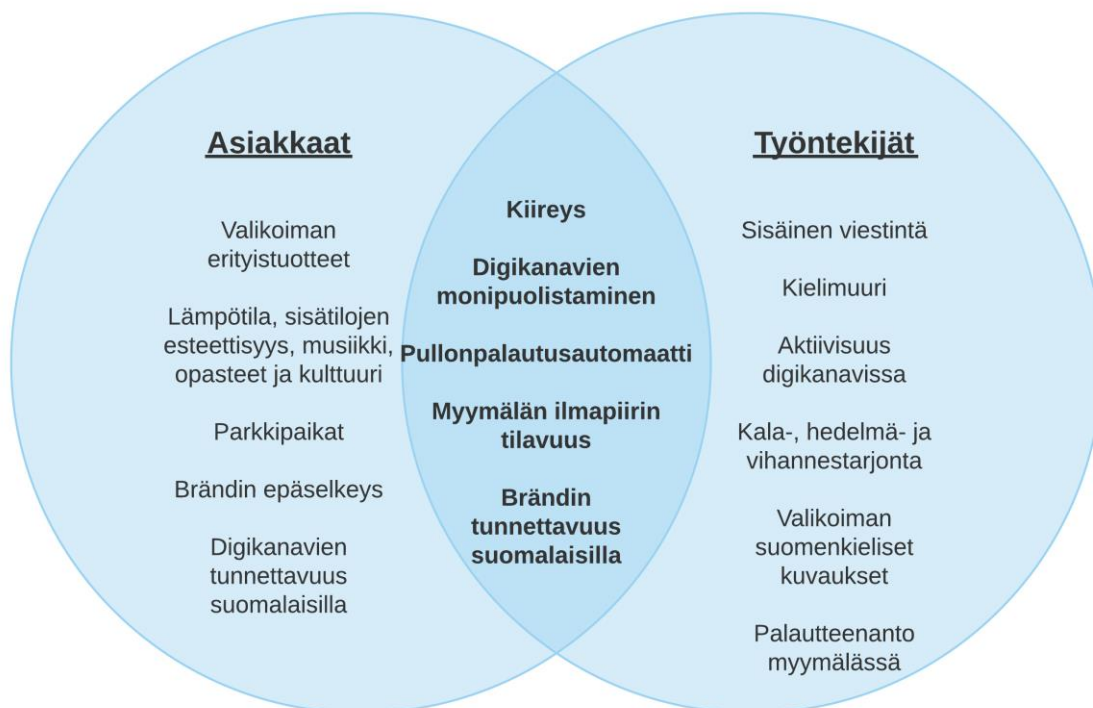 Asiakkaat
Valikoiman
erityistuotteet
Lämpötila, sisätilojen
esteettisyys, musiikki,
opasteet ja kulttuuri
Parkkipaikat
Brändin epäselkeys
Digikanavien
tunnettavuus
suomalaisilla
Kiireys
Digikanavien
monipuolistaminen
Pullonpalautusautomaatti
Myymälän ilmapiirin
tilavuus
Brändin
tunnettavuus
suomalaisilla
Työntekijät
Sisäinen viestintä
Kielimuuri
Aktiivisuus
digikanavissa
Kala-, hedelmä- ja
vihannestarjonta
Valikoiman
suomenkieliset
kuvaukset
Palautteenanto
myymälässä